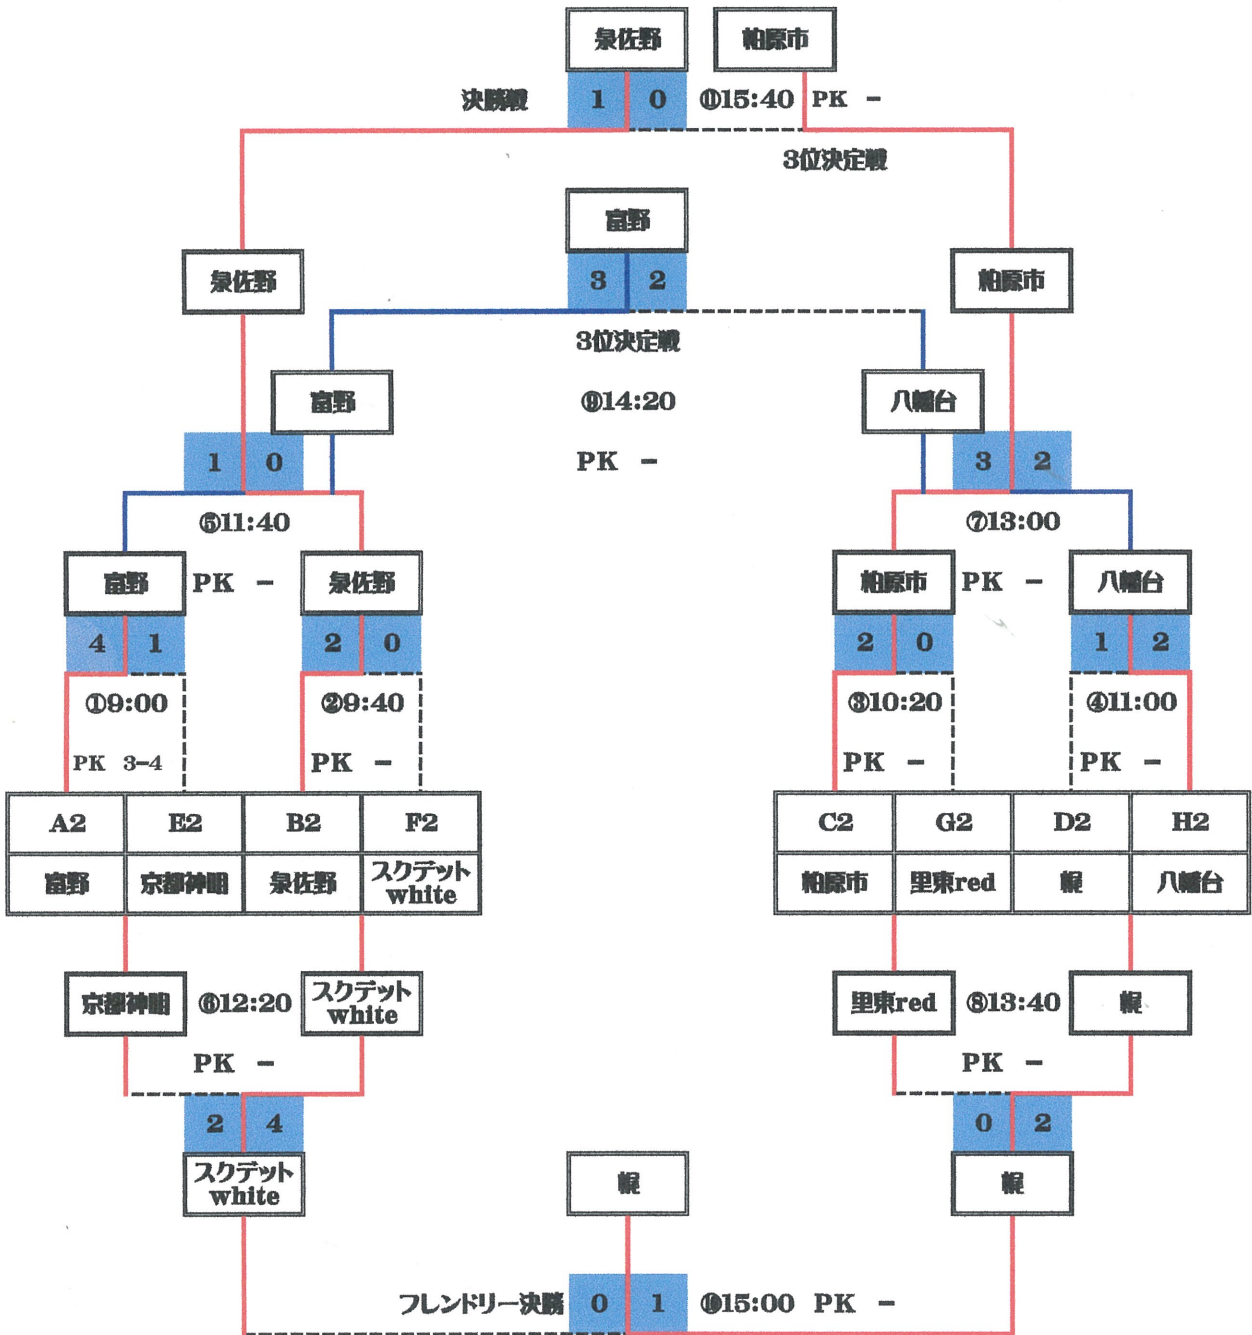 泉佐野 柏原市
決勝戦 1 0 ⑪15:40 PK -
3位決定戦
富野
泉佐野 3 2 柏原市
3位決定戦
富野 ⑨14:20 八幡台
1 0 PK - 3 2
⑤11:40 ⑦13:00
富野 PK - 泉佐野 柏原市 PK - 八幡台
4 1 2 0 2 0 1 2
①9:00 ②9:40 ③10:20 ④11:00
PK 3-4 PK - PK - PK -
A2 E2 B2 F2 C2 G2 D2 H2
富野 京都神明 泉佐野 スクデット white 柏原市 里東red 幌 八幡台
京都神明 ⑥12:20 スクデット white 里東red ⑧13:40 幌
PK - PK -
2 4 0 2
スクデット white 幌 幌
フレンドリー決勝 0 1 ⑩15:00 PK -